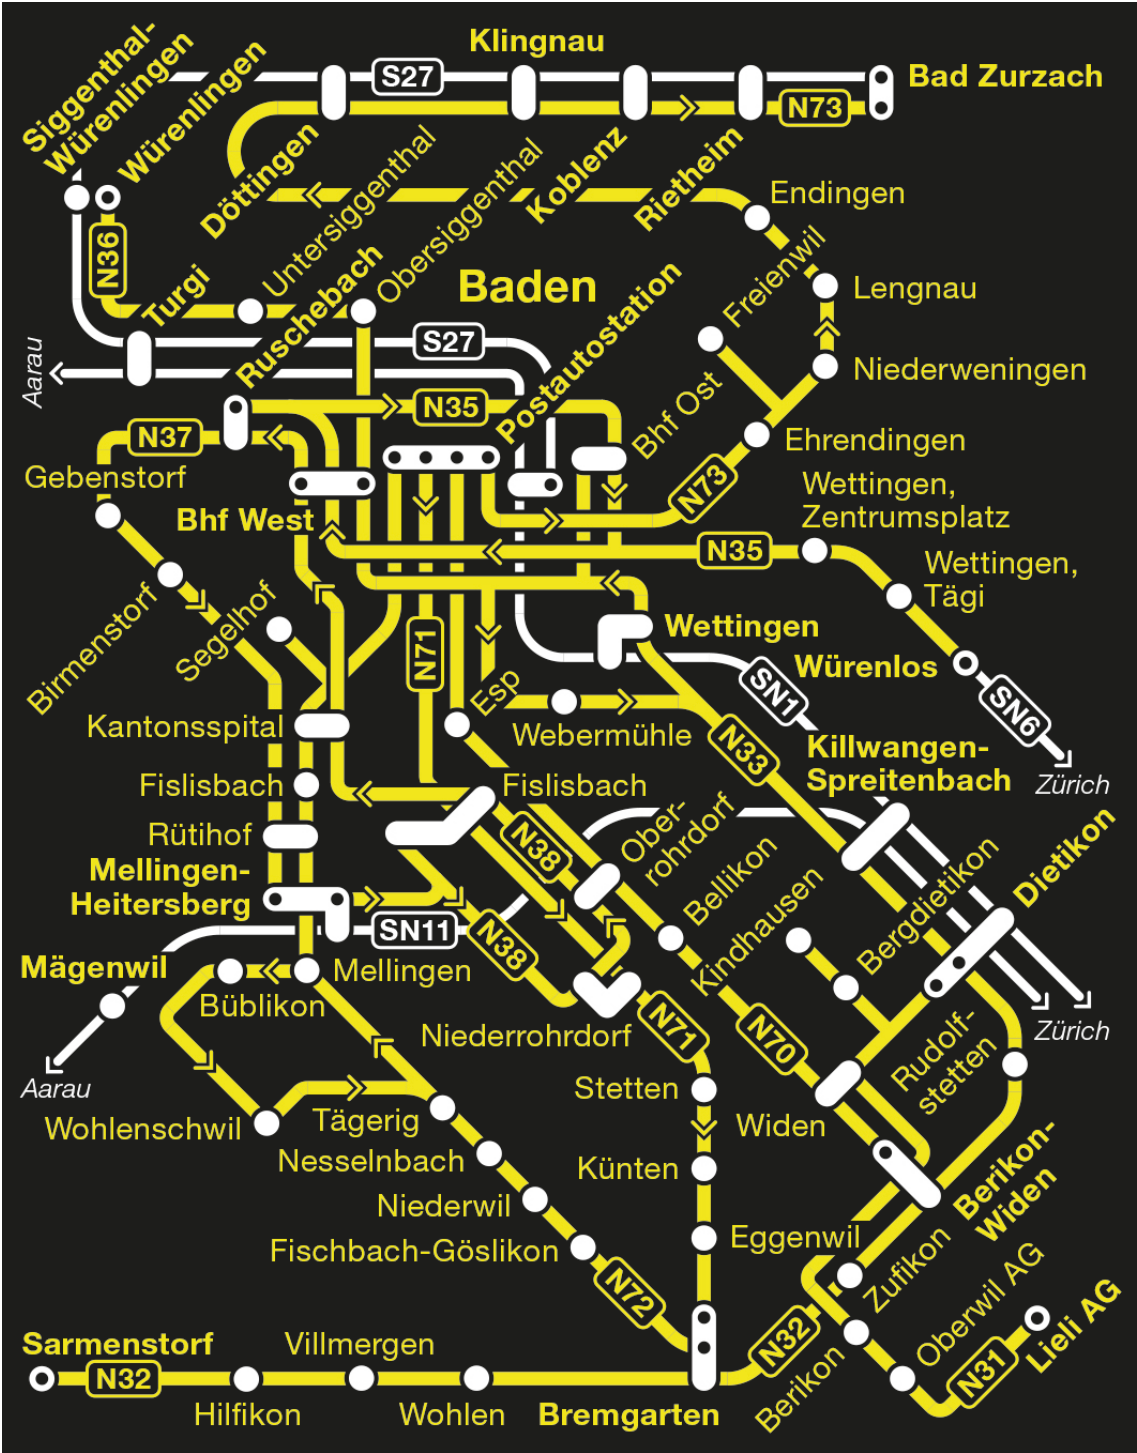 Klingnau
Siggenthal-
Würenlingen
Würenlingen
S27
Bad Zurzach
N73
Döttingen
Untersiggenthal
Obersiggenthal
Koblenz
Rietheim
Endingen
N36
Turgi
Ruschebach
Baden
Postautostation
Freienwil
Lengnau
Aarau
S27
Niederweningen
N35
Bhf Ost
N37
Ehrendingen
Gebenstorf
N73
Wettingen,
Zentrumsplatz
Bhf West
N35
Wettingen,
Tägi
Birmenstorf
Segelhof
N71
Wettingen
Würenlos
Esp
SN1
SN6
Kantonsspital
Webermühle
N33
Killwangen-
Spreitenbach
Zürich
Fislisbach
Fislisbach
Rütihof
N38
Ober-
rohrdorf
Bellikon
Kindhausen
Bergdietikon
Dietikon
Mellingen-
Heitersberg
SN11
N38
Mägenwil
Mellingen
Büblikon
Niederrohrdorf
N71
N70
Rudolf-
stetten
Zürich
Aarau
Stetten
Wohlenschwil
Tägerig
Widen
Nesselnbach
Künten
Berikon-
Widen
Niederwil
Eggenwil
Fischbach-Göslikon
Zufikon
N72
Oberwil AG
Lieli AG
Sarmenstorf
Villmergen
N32
N32
N31
Hilfikon
Wohlen
Bremgarten
Berikon